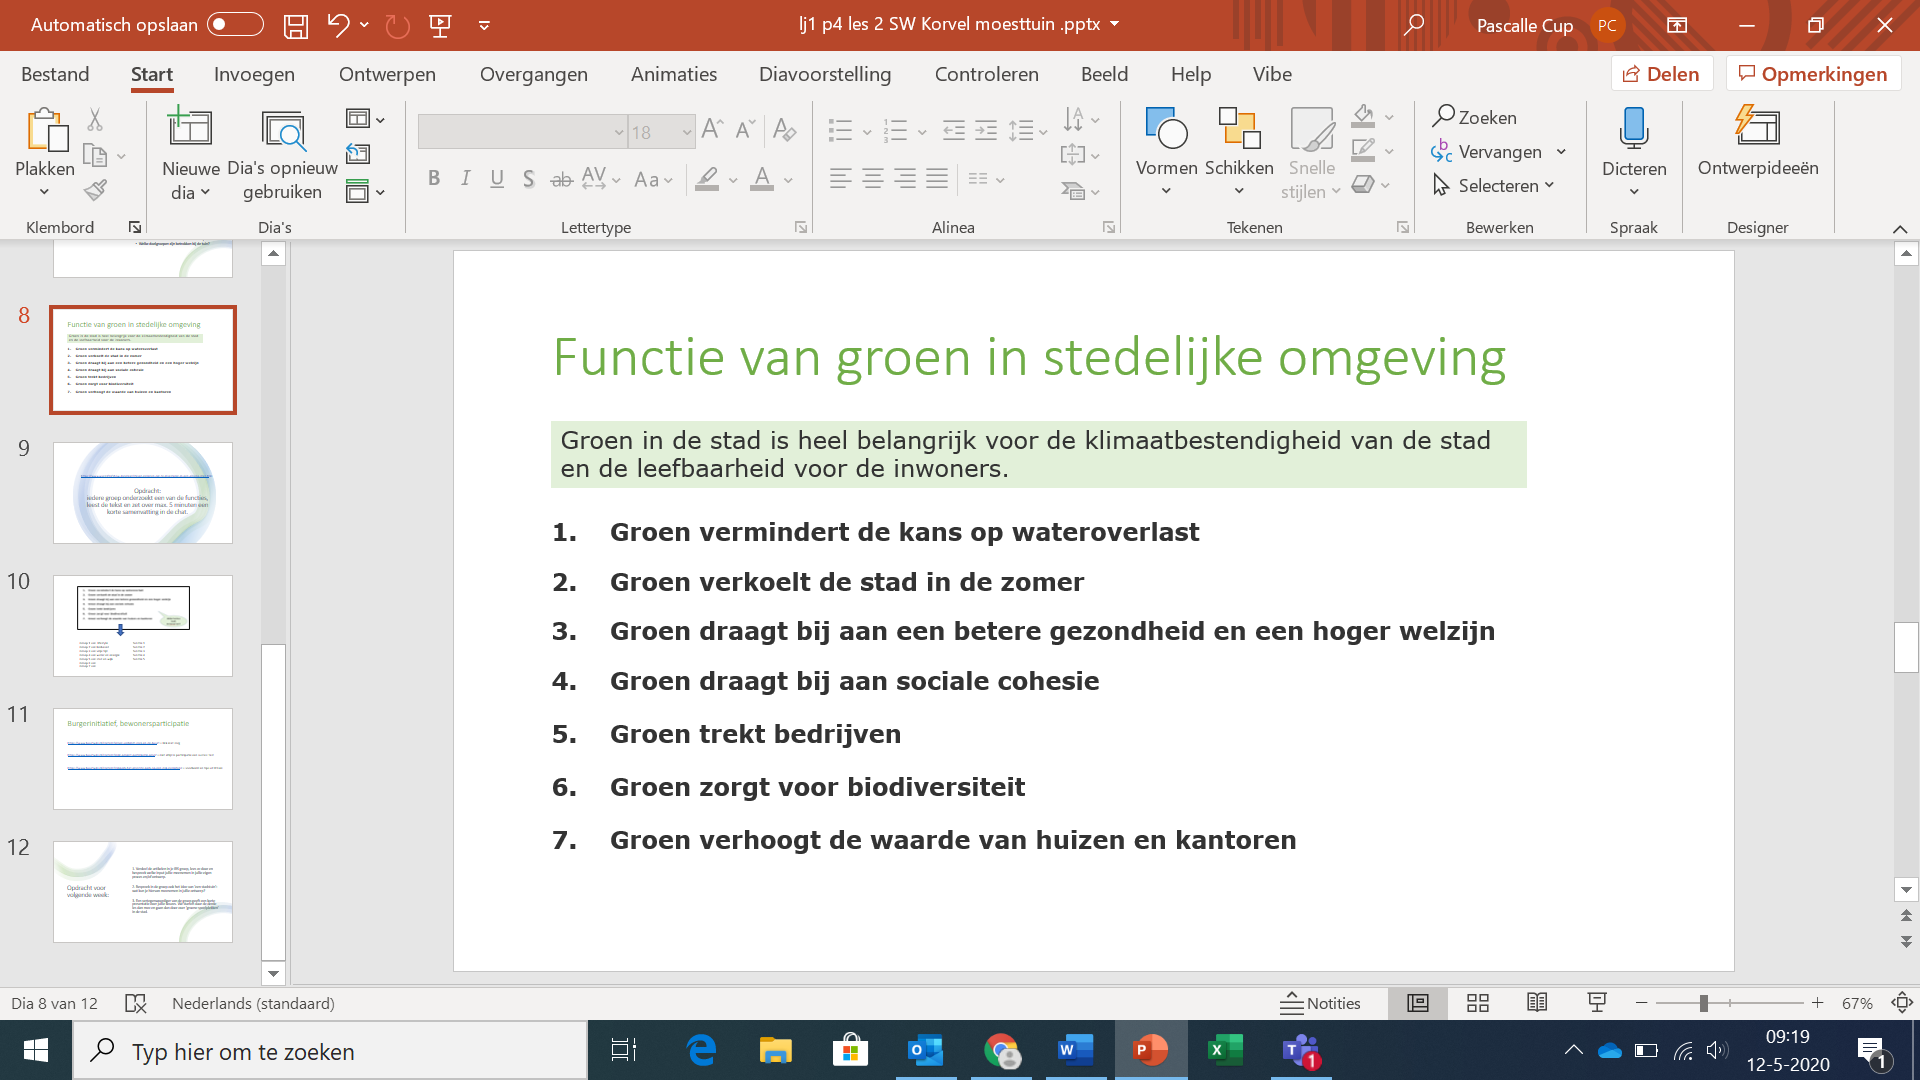 Automatisch opslaan
lj1 p4 les 2 SW Korvel moesttuin .pptx
Pascalle Cup
PC
Bestand Start Invoegen Ontwerpen Overgangen Animaties Diavoorstelling Controleren Beeld Help Vibe
Delen Opmerkingen
Plakken
Klembord
Nieuwe dia
Dia's opnieuw gebruiken
Dia's
18
Lettertype
Alinea
Vormen
Schikken
Snelle stijlen
Tekenen
Zoeken
Vervangen
Selecteren
Bewerken
Dicteren
Spraak
Ontwerpideeën
Designer
8
Functie van groen in stedelijke omgeving
9
Opdracht:
10
11
Burgerinitiatief, bewonersparticipatie
12
Opdracht voor
volgende week:
Functie van groen in stedelijke omgeving
Groen in de stad is heel belangrijk voor de klimaatbestendigheid van de stad
en de leefbaarheid voor de inwoners.
1. Groen vermindert de kans op wateroverlast
2. Groen verkoelt de stad in de zomer
3. Groen draagt bij aan een betere gezondheid en een hoger welzijn
4. Groen draagt bij aan sociale cohesie
5. Groen trekt bedrijven
6. Groen zorgt voor biodiversiteit
7. Groen verhoogt de waarde van huizen en kantoren
Dia 8 van 12
Nederlands (standaard)
Notities
67%
Typ hier om te zoeken
09:19
12-5-2020
1
1